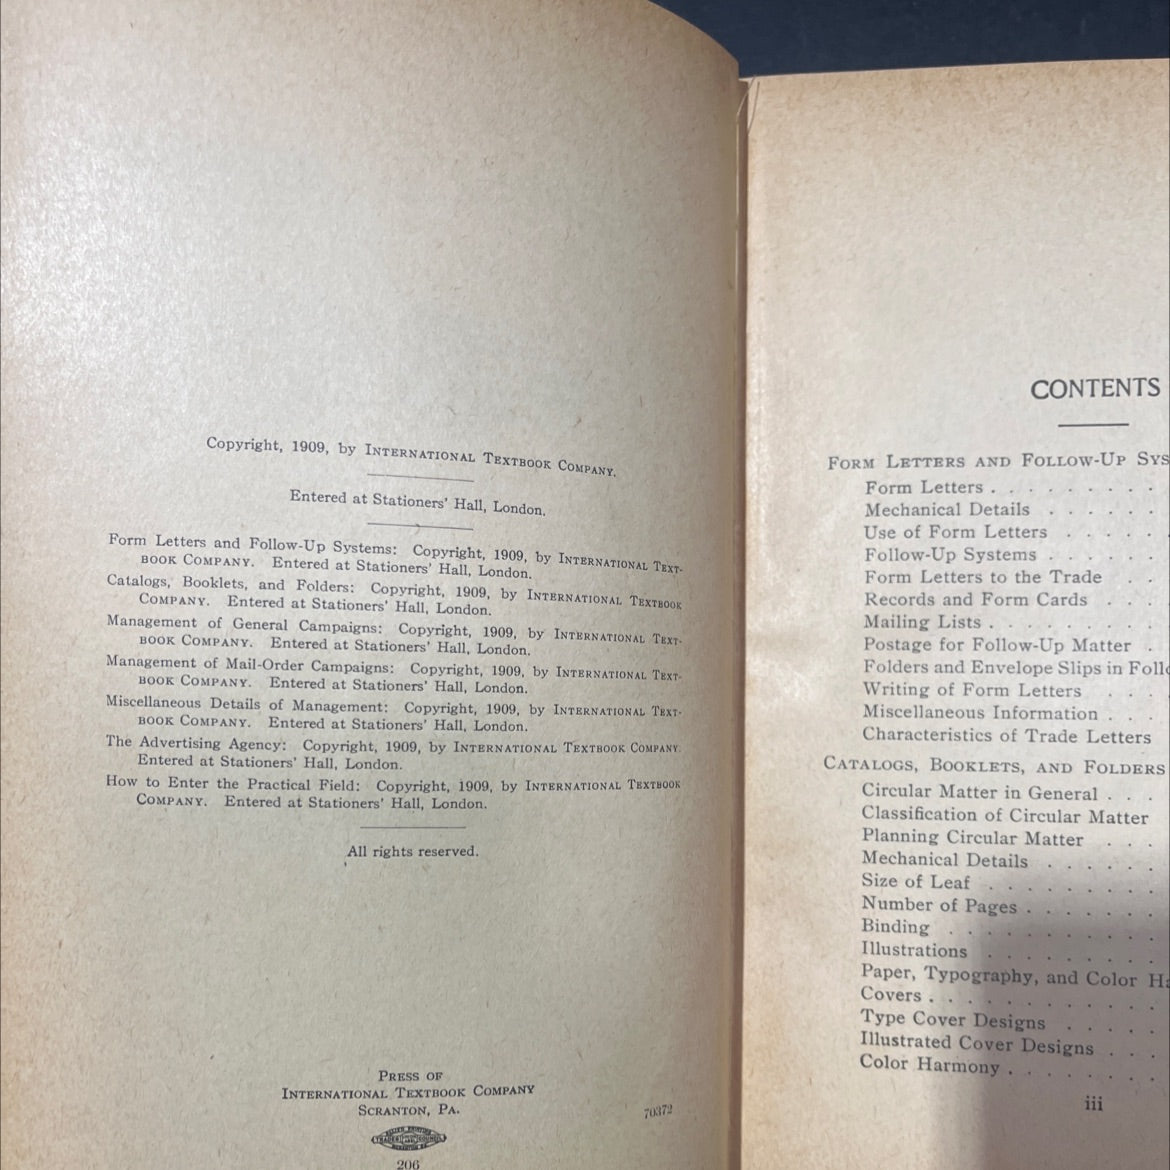 Copyright, 1909, by INTERNATIONAL TEXTBOOK COMPANY.
Entered at Stationers' Hall, London.
Form Letters and Follow-Up Systems: Copyright, 1909, by INTERNATIONAL TEXT-
BOOK COMPANY. Entered at Stationers' Hall, London.
Catalogs, Booklets, and Folders: Copyright, 1909, by INTERNATIONAL TEXTBOOK
COMPANY. Entered at Stationers' Hall, London.
Management of General Campaigns: Copyright, 1909, by INTERNATIONAL TEXT-
BOOK COMPANY. Entered at Stationers' Hall, London.
Management of Mail-Order Campaigns: Copyright, 1909, by INTERNATIONAL TEXT-
BOOK COMPANY. Entered at Stationers' Hall, London.
Miscellaneous Details of Management: Copyright, 1909, by INTERNATIONAL TEXT-
BOOK COMPANY. Entered at Stationers' Hall, London.
The Advertising Agency: Copyright, 1909, by INTERNATIONAL TEXTBOOK COMPANY.
Entered at Stationers' Hall, London.
How to Enter the Practical Field: Copyright, 1909, by INTERNATIONAL TEXTBOOK
COMPANY. Entered at Stationers' Hall, London.
All rights reserved.
PRESS OF
INTERNATIONAL TEXTBOOK COMPANY
SCRANTON, PA.
70372
206
CONTENTS
FORM LETTERS AND FOLLOW-UP SYS
Form Letters . . . . . . . .
Mechanical Details . . . . . .
Use of Form Letters . . . . .
Follow-Up Systems . . . . . .
Form Letters to the Trade . .
Records and Form Cards . . .
Mailing Lists . . . . . . . .
Postage for Follow-Up Matter .
Folders and Envelope Slips in Follo
Writing of Form Letters . . .
Miscellaneous Information . . .
Characteristics of Trade Letters
CATALOGS, BOOKLETS, AND FOLDERS
Circular Matter in General . . .
Classification of Circular Matter
Planning Circular Matter . . .
Mechanical Details . . . . . .
Size of Leaf . . . . . . . .
Number of Pages . . . . . . .
Binding . . . . . . . . .
Illustrations . . . . . . . .
Paper, Typography, and Color Ha
Covers . . . . . . . . . .
Type Cover Designs . . . . .
Illustrated Cover Designs . . .
Color Harmony . . . . . . .
iii